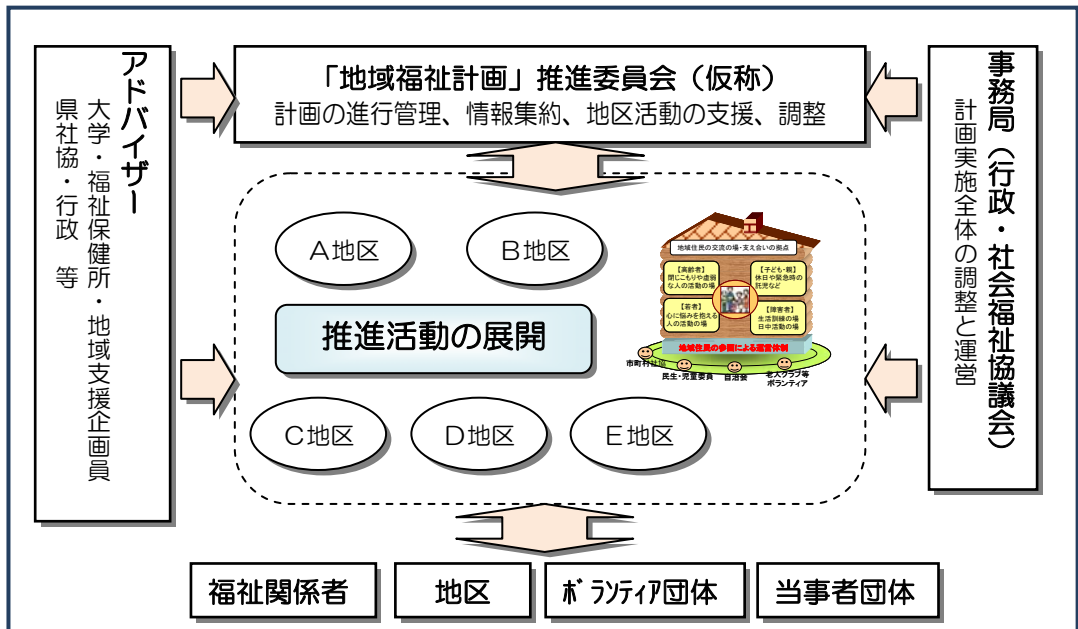 「地域福祉計画」推進委員会（仮称）
計画の進行管理、情報集約、地区活動の支援、調整
アドバイザー
大学・福祉保健所・地域支援企画員
県社協・行政　等
事務局（行政・社会福祉協議会）
計画実施全体の調整と運営
A地区
B地区
推進活動の展開
C地区
D地区
E地区
地域住民の交流の場・支え合いの拠点
【高齢者】
閉じこもりや虚弱
な人の活動の場
【子ども・親】
休日や緊急時の
託児など
【若者】
心に悩みを抱える
人の活動の場
【障害者】
生活訓練の場
日中活動の場
地域住民の参画による運営体制
市町村社協
民生・児童委員
自治会
老人クラブ等
ボランティア
福祉関係者
地区
ﾎﾞﾗﾝﾃｨｱ団体
当事者団体